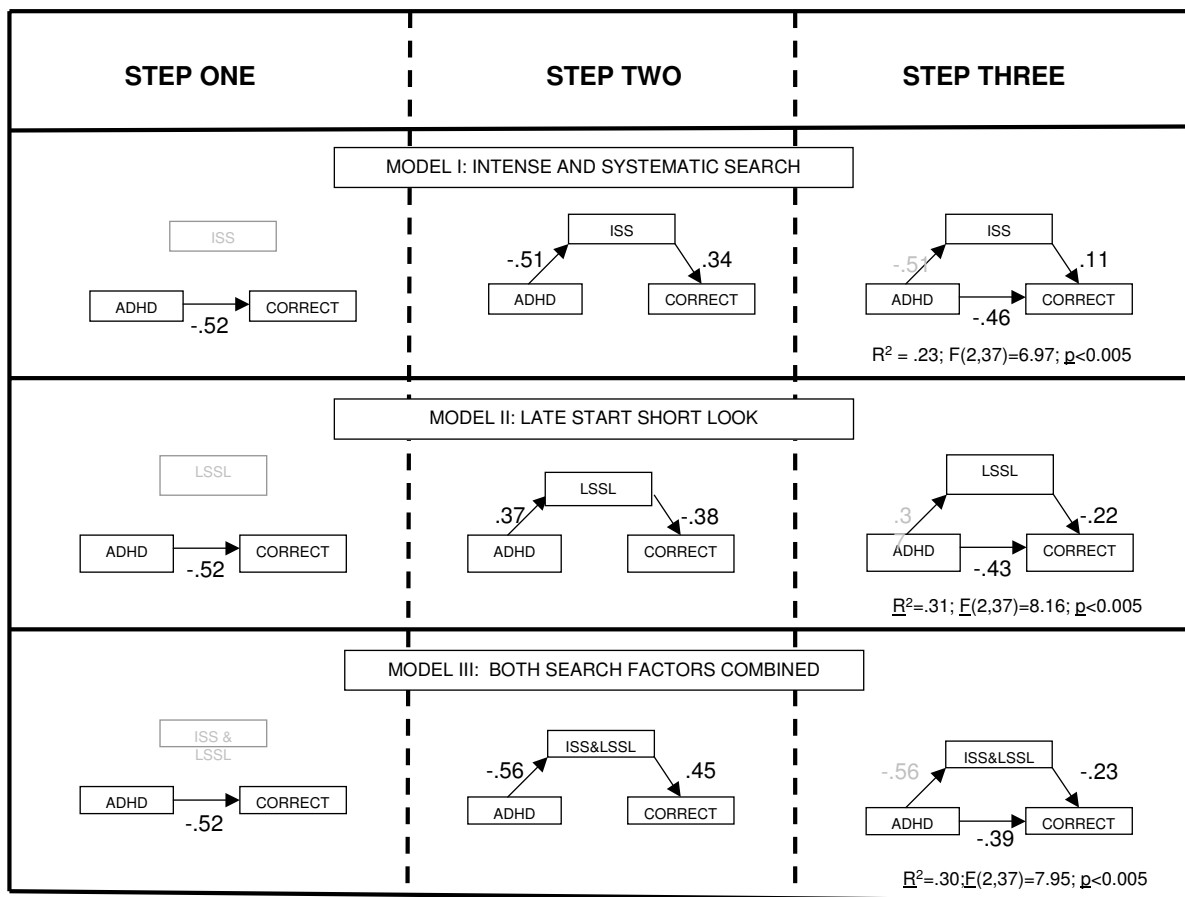 STEP ONE STEP TWO STEP THREE
MODEL I: INTENSE AND SYSTEMATIC SEARCH
ISS ISS ISS
-.51 .34 -.51 .11
ADHD CORRECT ADHD CORRECT ADHD CORRECT
-.52 -.46
R² = .23; F(2,37)=6.97; p<0.005
MODEL II: LATE START SHORT LOOK
LSSL LSSL LSSL
.37 -.38 .3 -.22
7
ADHD CORRECT ADHD CORRECT ADHD CORRECT
-.52 -.43
R²=.31; F(2,37)=8.16; p<0.005
MODEL III: BOTH SEARCH FACTORS COMBINED
ISS &
LSSL
ISS&LSSL ISS&LSSL
-.56 .45 -.56 -.23
ADHD CORRECT ADHD CORRECT ADHD CORRECT
-.52 -.39
R²=.30;F(2,37)=7.95; p<0.005